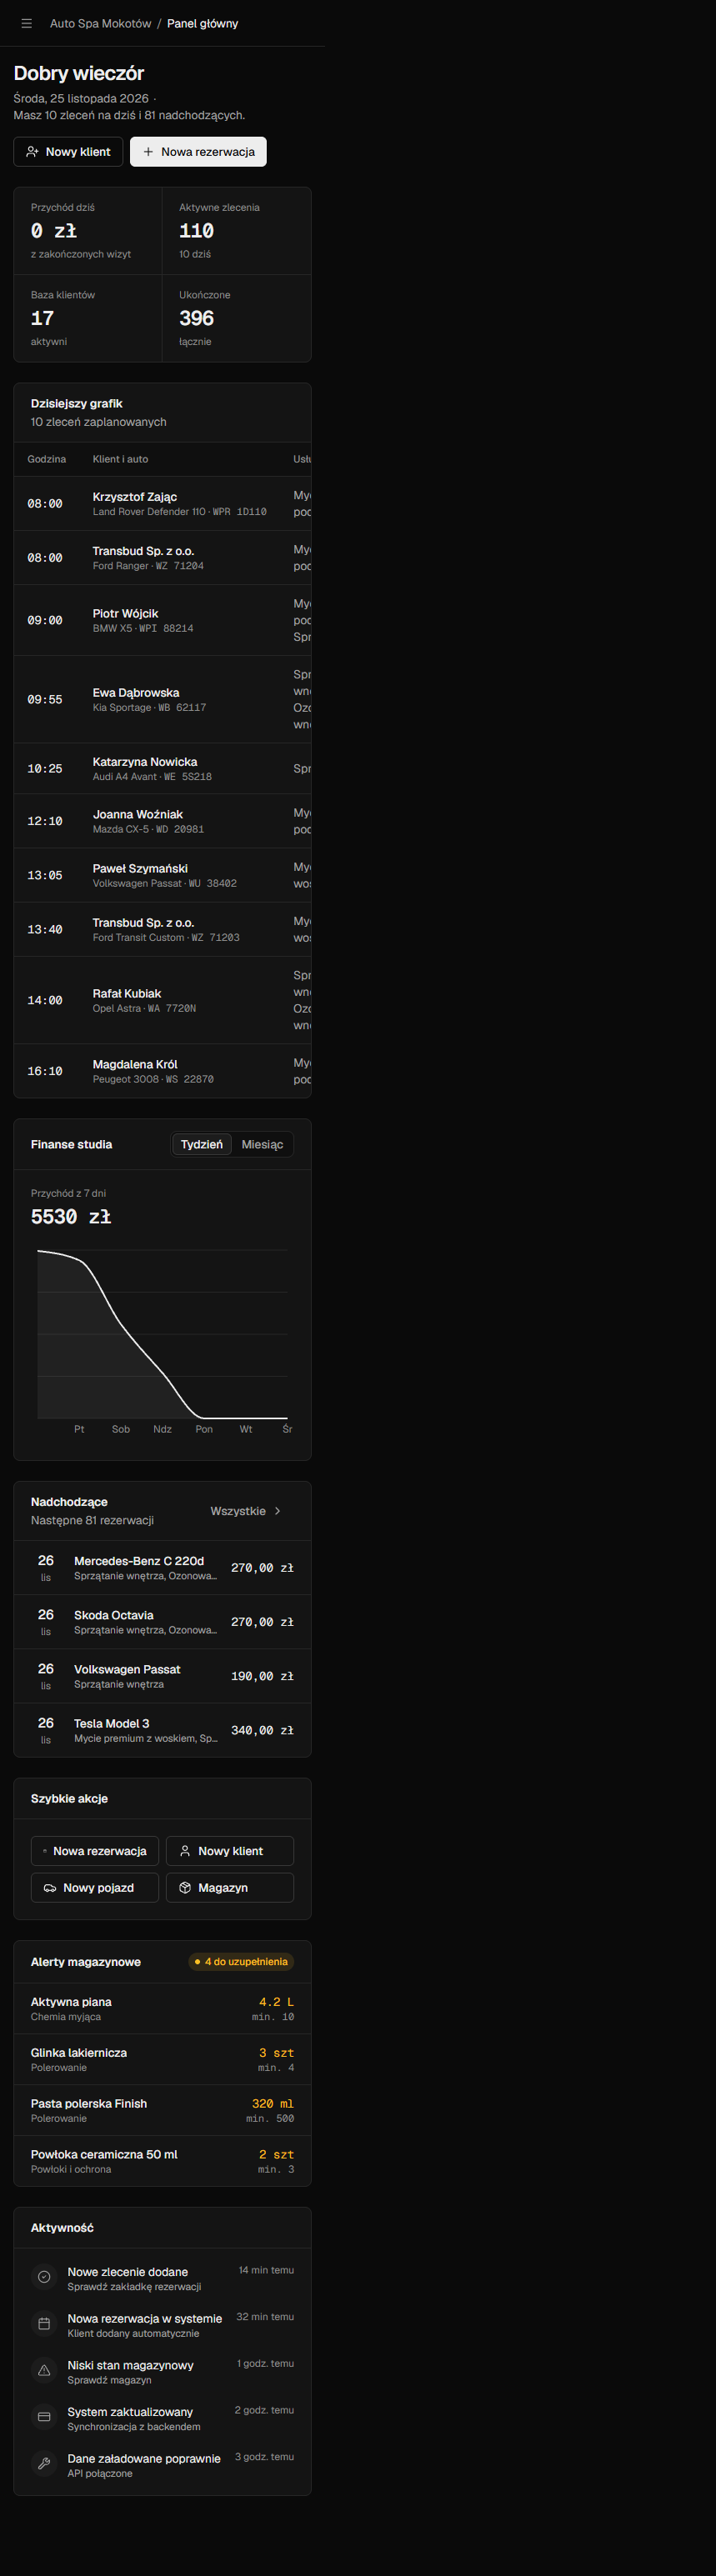 Auto Spa Mokotów / Panel główny
Dobry wieczór
Środa, 25 listopada 2026 ·
Masz 10 zleceń na dziś i 81 nadchodzących.
Nowy klient
Nowa rezerwacja
Przychód dziś
0 zł
z zakończonych wizyt
Aktywne zlecenia
110
10 dziś
Baza klientów
17
aktywni
Ukończone
396
łącznie
Dzisiejszy grafik
10 zleceń zaplanowanych
Godzina Klient i auto
08:00 Krzysztof Zając
Land Rover Defender 110 · WPR 1D110
08:00 Transbud Sp. z o.o.
Ford Ranger · WZ 71204
09:00 Piotr Wójcik
BMW X5 · WPI 88214
09:55 Ewa Dąbrowska
Kia Sportage · WB 62117
10:25 Katarzyna Nowicka
Audi A4 Avant · WE 5S218
12:10 Joanna Woźniak
Mazda CX-5 · WD 20981
13:05 Paweł Szymański
Volkswagen Passat · WU 38402
13:40 Transbud Sp. z o.o.
Ford Transit Custom · WZ 71203
14:00 Rafał Kubiak
Opel Astra · WA 7720N
16:10 Magdalena Król
Peugeot 3008 · WS 22870
Finanse studia
Tydzień Miesiąc
Przychód z 7 dni
5530 zł
Pt Sob Ndz Pon Wt Śr
Nadchodzące
Następne 81 rezerwacji
Wszystkie
26 lis
Mercedes-Benz C 220d
Sprzątanie wnętrza, Ozonowa...
270,00 zł
26 lis
Skoda Octavia
Sprzątanie wnętrza, Ozonowa...
270,00 zł
26 lis
Volkswagen Passat
Sprzątanie wnętrza
190,00 zł
26 lis
Tesla Model 3
Mycie premium z woskiem, Sp...
340,00 zł
Szybkie akcje
Nowa rezerwacja
Nowy klient
Nowy pojazd
Magazyn
Alerty magazynowe
4 do uzupełnienia
Aktywna piana 4.2 L
Chemia myjąca min. 10
Glinka lakiernicza 3 szt
Polerowanie min. 4
Pasta polerska Finish 320 ml
Polerowanie min. 500
Powłoka ceramiczna 50 ml 2 szt
Powłoki i ochrona min. 3
Aktywność
Nowe zlecenie dodane 14 min temu
Sprawdź zakładkę rezerwacji
Nowa rezerwacja w systemie 32 min temu
Klient dodany automatycznie
Niski stan magazynowy 1 godz. temu
Sprawdź magazyn
System zaktualizowany 2 godz. temu
Synchronizacja z backendem
Dane załadowane poprawnie 3 godz. temu
API połączone